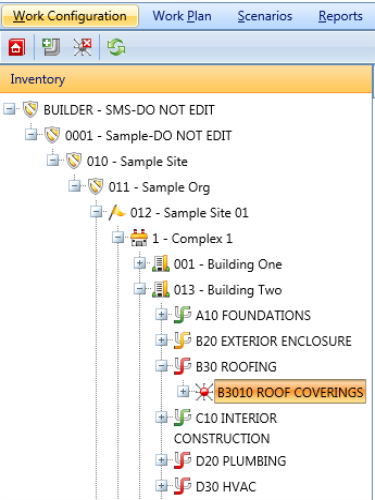 Work Configuration Work Plan Scenarios Reports
Inventory
BUILDER - SMS-DO NOT EDIT
0001 - Sample-DO NOT EDIT
010 - Sample Site
011 - Sample Org
012 - Sample Site 01
1 - Complex 1
001 - Building One
013 - Building Two
A10 FOUNDATIONS
B20 EXTERIOR ENCLOSURE
B30 ROOFING
B3010 ROOF COVERINGS
C10 INTERIOR
CONSTRUCTION
D20 PLUMBING
D30 HVAC